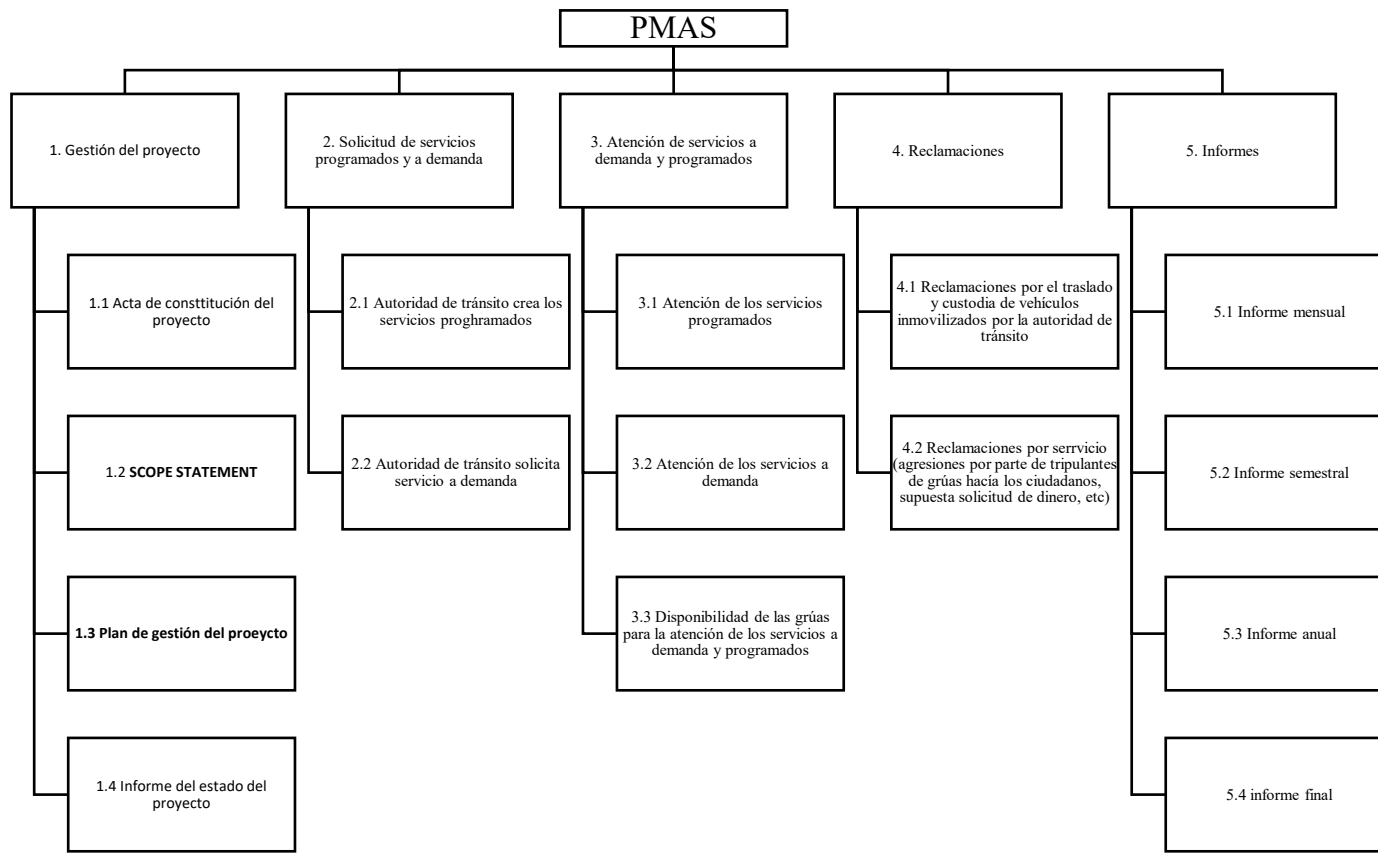 PMAS
1. Gestión del proyecto
2. Solicitud de servicios
programados y a demanda
3. Atención de servicios a
demanda y programados
4. Reclamaciones
5. Informes
1.1 Acta de consttitución del
proyecto
1.2 SCOPE STATEMENT
1.3 Plan de gestión del proeycto
1.4 Informe del estado del
proyecto
2.1 Autoridad de tránsito crea los
servicios proghramados
2.2 Autoridad de tránsito solicita
servicio a demanda
3.1 Atención de los servicios
programados
3.2 Atención de los servicios a
demanda
3.3 Disponibilidad de las grúas
para la atención de los servicios a
demanda y programados
4.1 Reclamaciones por el traslado
y custodia de vehículos
inmovilizados por la autoridad de
tránsito
4.2 Reclamaciones por serrvicio
(agresiones por parte de tripulantes
de grúas hacía los ciudadanos,
supuesta solicitud de dinero, etc)
5.1 Informe mensual
5.2 Informe semestral
5.3 Informe anual
5.4 informe final